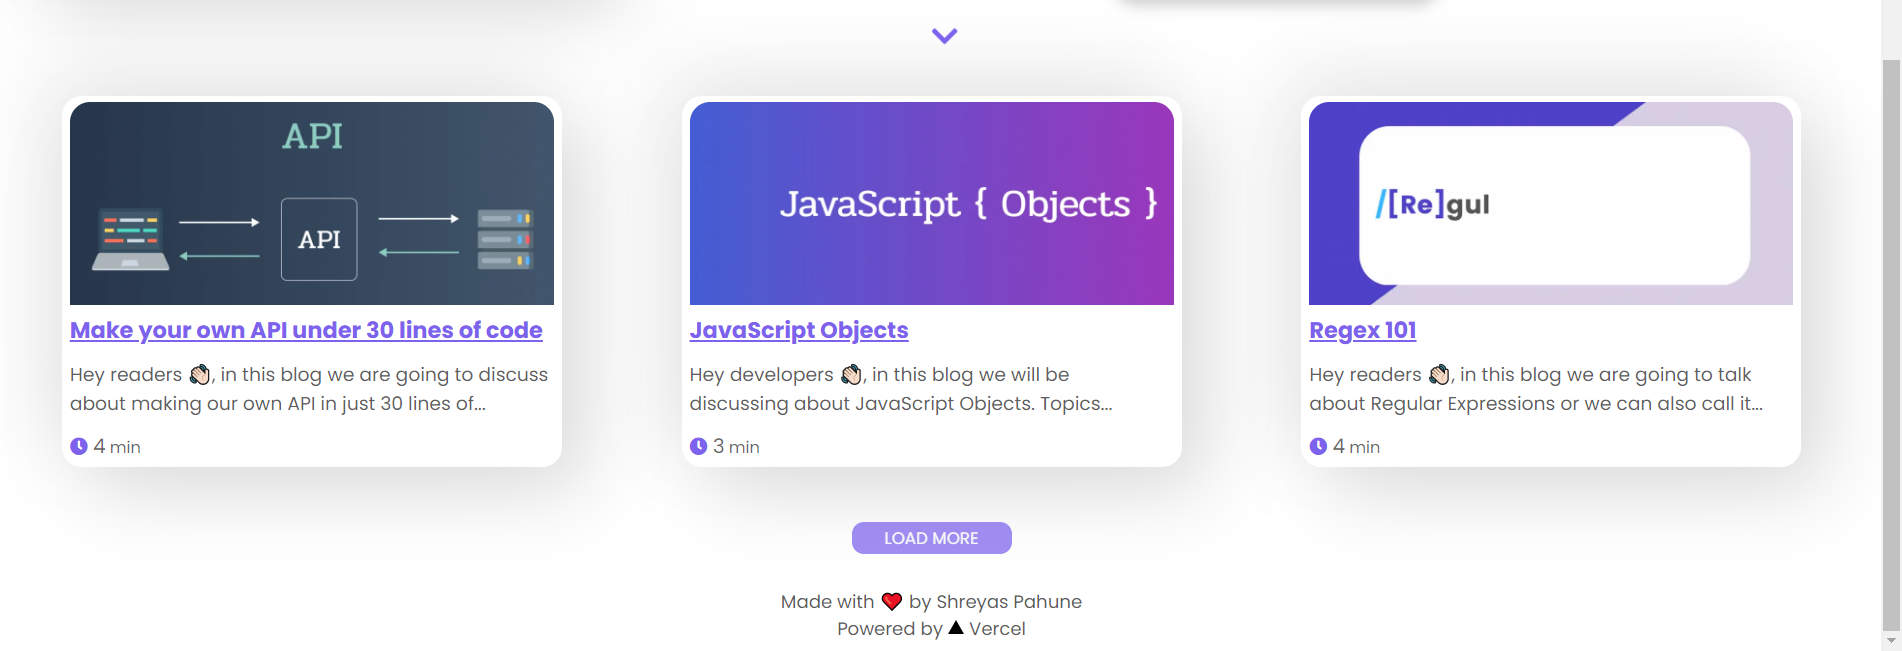 API
API
Make your own API under 30 lines of code
Hey readers 👋🏻, in this blog we are going to discuss
about making our own API in just 30 lines of...
4 min
JavaScript { Objects }
JavaScript Objects
Hey developers 👋🏻, in this blog we will be
discussing about JavaScript Objects. Topics...
3 min
/[Re]gul
Regex 101
Hey readers 👋🏻, in this blog we are going to talk
about Regular Expressions or we can also call it...
4 min
LOAD MORE
Made with ❤️ by Shreyas Pahune
Powered by ▲ Vercel